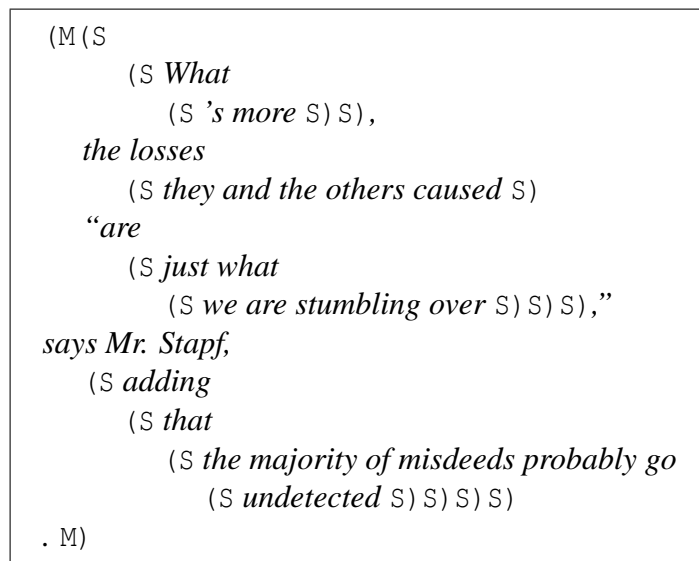 (M(S
(S What
(S ’s more S)S),
the losses
(S they and the others caused S)
“are
(S just what
(S we are stumbling over S)S)S),”
says Mr. Stapf,
(S adding
(S that
(S the majority of misdeeds probably go
(S undetected S)S)S)S)
. M)